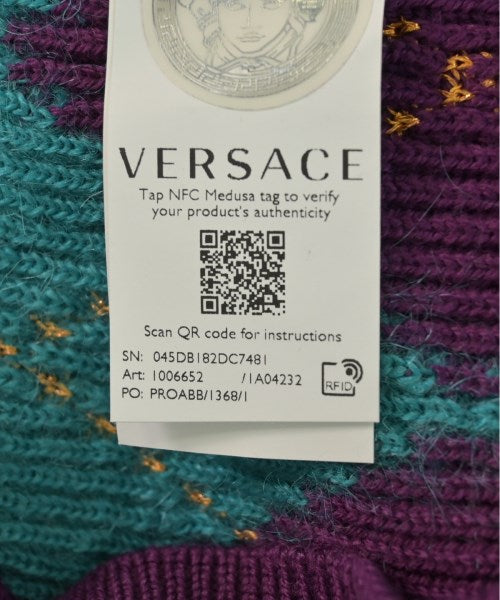 VERSACE
Tap NFC Medusa tag to verify
your product's authenticity
Scan QR code for instructions
SN: 045DB182DC7481
Art: 1006652 /1A04232
PO: PROABB/1368/1
RFID